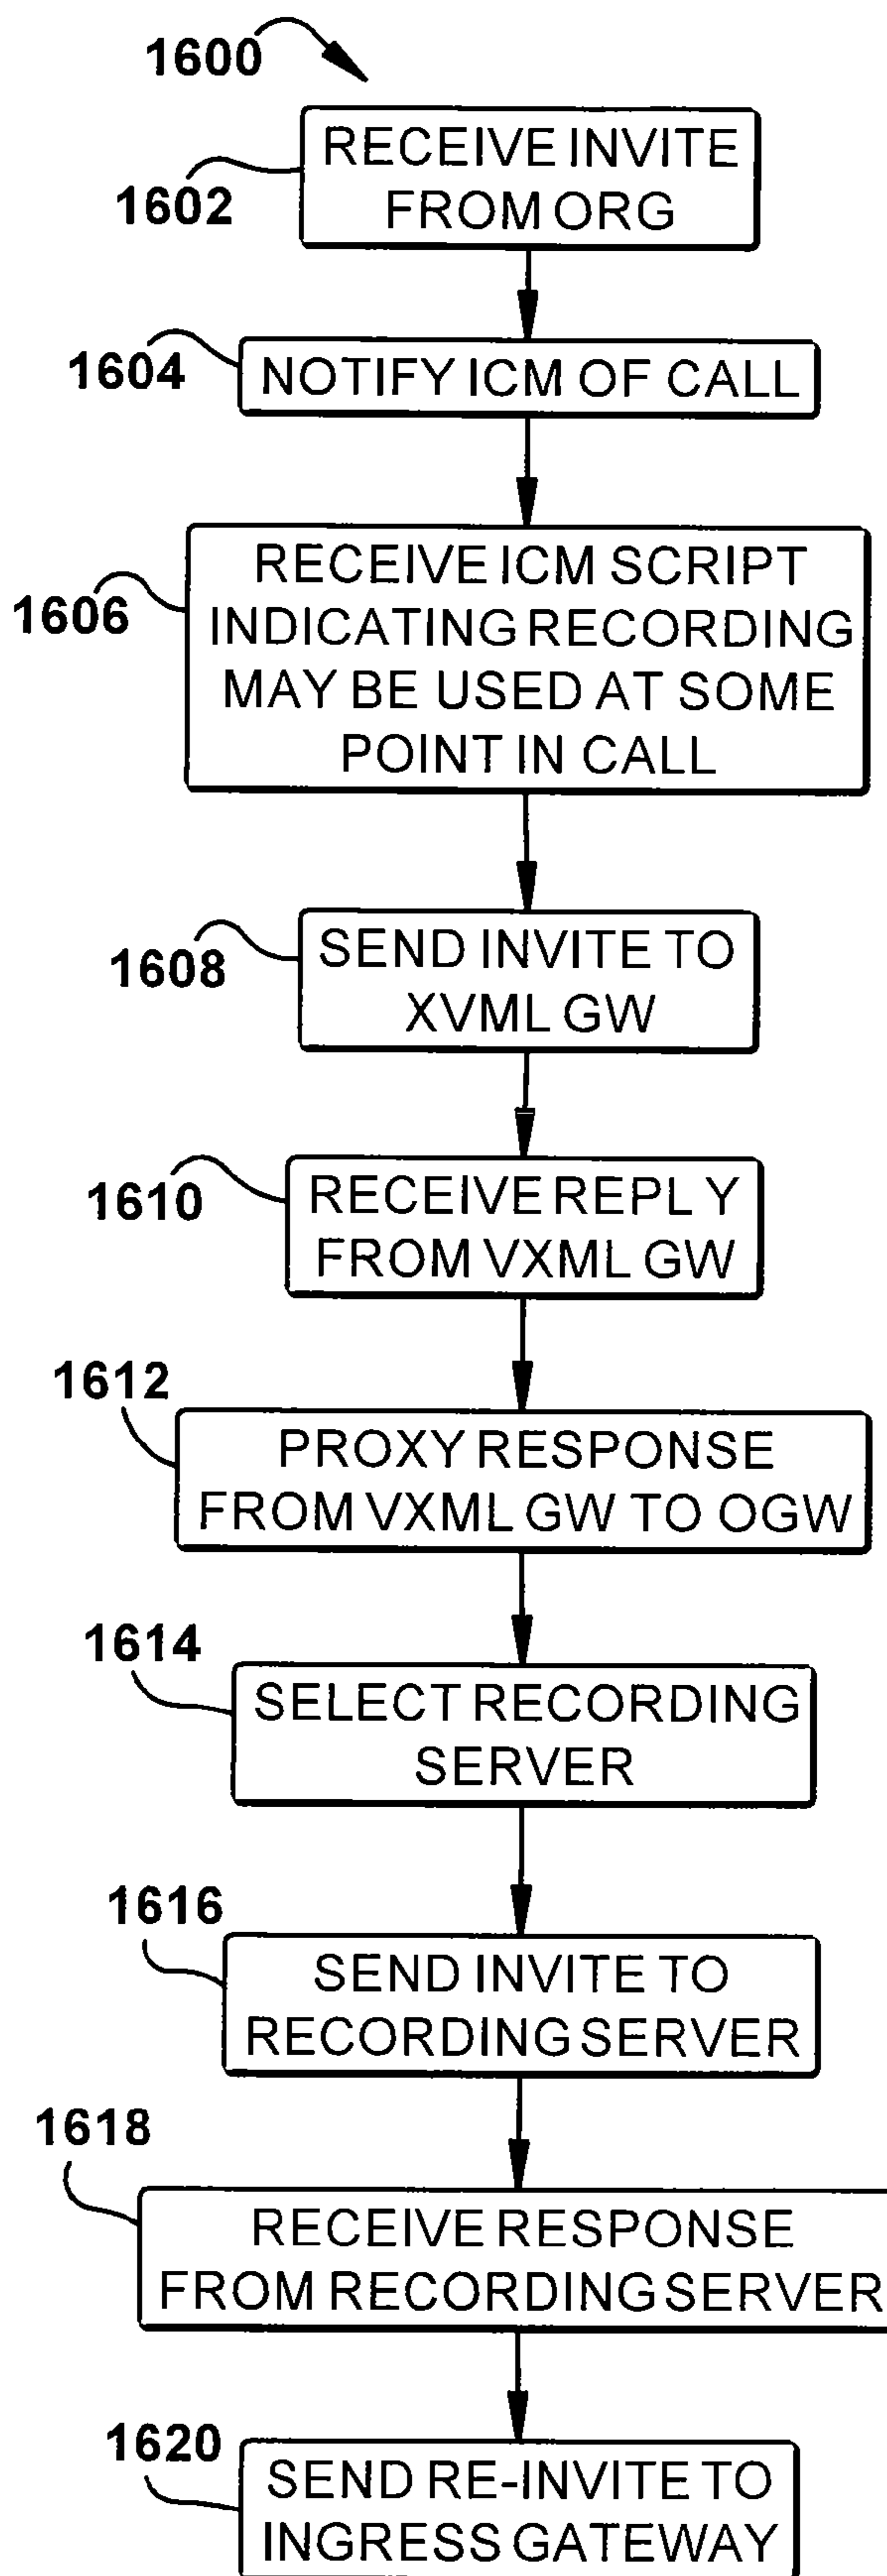 1600
1602
RECEIVE INVITE
FROM ORG
1604
NOTIFY ICM OF CALL
1606
RECEIVE ICM SCRIPT
INDICATING RECORDING
MAY BE USED AT SOME
POINT IN CALL
1608
SEND INVITE TO
XVML GW
1610
RECEIVE REPLY
FROM VXML GW
1612
PROXY RESPONSE
FROM VXML GW TO OGW
1614
SELECT RECORDING
SERVER
1616
SEND INVITE TO
RECORDING SERVER
1618
RECEIVE RESPONSE
FROM RECORDING SERVER
1620
SEND RE-INVITE TO
INGRESS GATEWAY